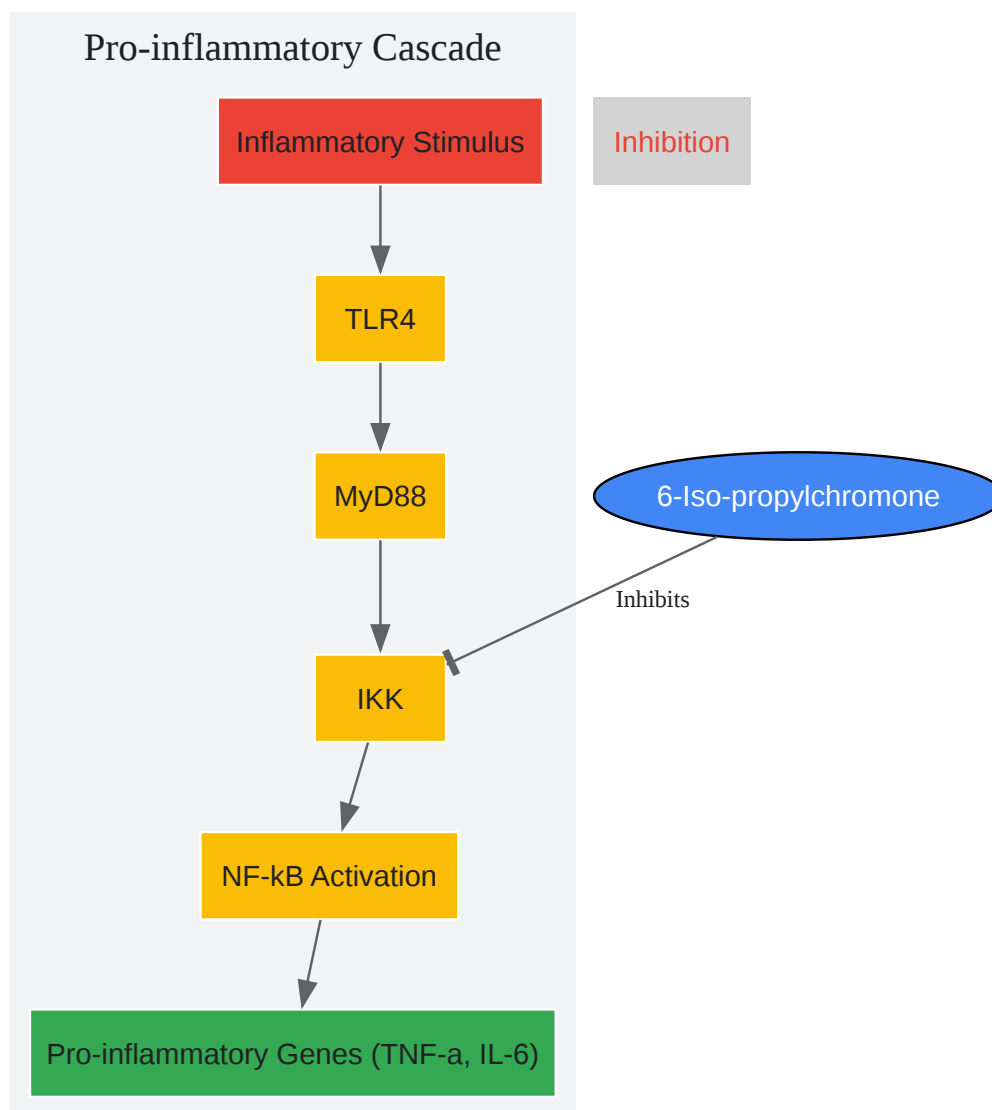 Pro-inflammatory Cascade
Inflammatory Stimulus
Inhibition
TLR4
MyD88
6-Iso-propylchromone
Inhibits
IKK
NF-kB Activation
Pro-inflammatory Genes (TNF-a, IL-6)